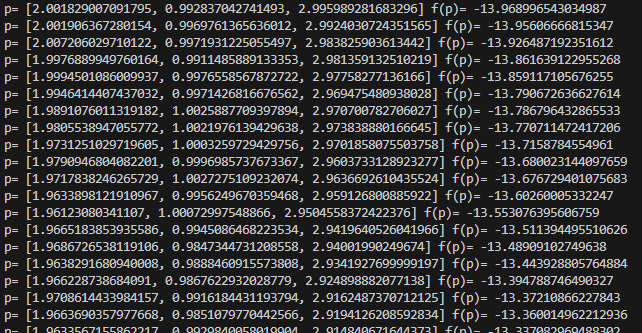 p= [2.001829007091795, 0.992837042741493, 2.995989281683296] f(p)= -13.968996543034987
p= [2.001906367280154, 0.9969761365636012, 2.9924030724351565] f(p)= -13.95606666815347
p= [2.007206029710122, 0.9971931225055497, 2.983825903613442] f(p)= -13.926487192351612
p= [1.9976889949760164, 0.9911485889133353, 2.981359132510219] f(p)= -13.861639122955268
p= [1.9994501086009937, 0.9976558567872722, 2.97758277136166] f(p)= -13.859117105676255
p= [1.9946414407437032, 0.9971426816676562, 2.969475480938028] f(p)= -13.790672636627614
p= [1.9891076011319182, 1.0025887709397894, 2.970700782706027] f(p)= -13.786796432865533
p= [1.9805538947055772, 1.0021976139429638, 2.973838880166645] f(p)= -13.770711472417206
p= [1.9731251029719605, 1.0003259729429756, 2.9701858075503758] f(p)= -13.7158784554961
p= [1.9790946804082201, 0.9996985737673367, 2.9603733128923277] f(p)= -13.680023144097659
p= [1.9717838246265729, 1.0027275109232074, 2.9636692610435524] f(p)= -13.676729401075683
p= [1.9633898121910967, 0.9956249670359468, 2.959126800885922] f(p)= -13.60260005332247
p= [1.96123080341107, 1.00072997548866, 2.9504558372422376] f(p)= -13.553076395606759
p= [1.9665183853935586, 0.9945086468223534, 2.9419640526041966] f(p)= -13.511394495510626
p= [1.9686726538119106, 0.9847344731208558, 2.94001990249674] f(p)= -13.48909102749638
p= [1.9638291680940008, 0.9888460915573808, 2.9341927699999197] f(p)= -13.443928805764884
p= [1.966228738684091, 0.9867622932028779, 2.924898882077138] f(p)= -13.394788746490327
p= [1.9708614433984157, 0.9916184431193794, 2.9162487370712125] f(p)= -13.37210866227843
p= [1.9663690357977668, 0.9851079770442566, 2.9194126208592834] f(p)= -13.360014962212936